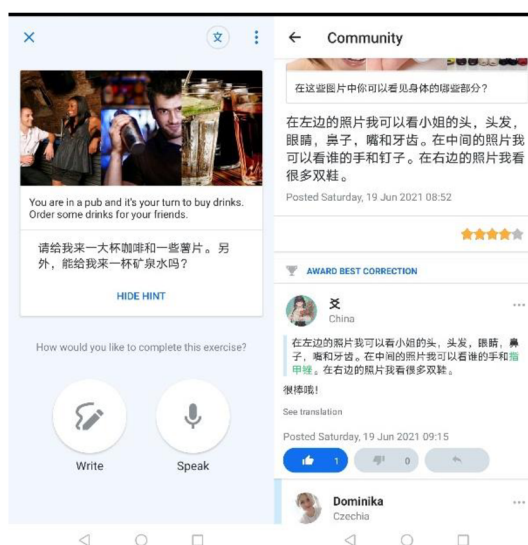 You are in a pub and it's your turn to buy drinks.
Order some drinks for your friends.
请给我来一大杯咖啡和一些薯片。另
外，能给我来一杯矿泉水吗？
HIDE HINT
How would you like to complete this exercise?
Write
Speak
Community
在这些图片中你可以看见身体的哪些部分？
在左边的照片我可以看小姐的头，头发，
眼睛，鼻子，嘴和牙齿。在中间的照片我
可以看谁的手和钉子。在右边的照片我看
很多双鞋。
Posted Saturday, 19 Jun 2021 08:52
AWARD BEST CORRECTION
爻
China
在左边的照片我可以看小姐的头，头发，眼睛，鼻
子，嘴和牙齿。在中间的照片我可以看谁的手和指
甲缝。在右边的照片我看很多双鞋。
很棒哦!
See translation
Posted Saturday, 19 Jun 2021 09:15
1
0
Dominika
Czechia